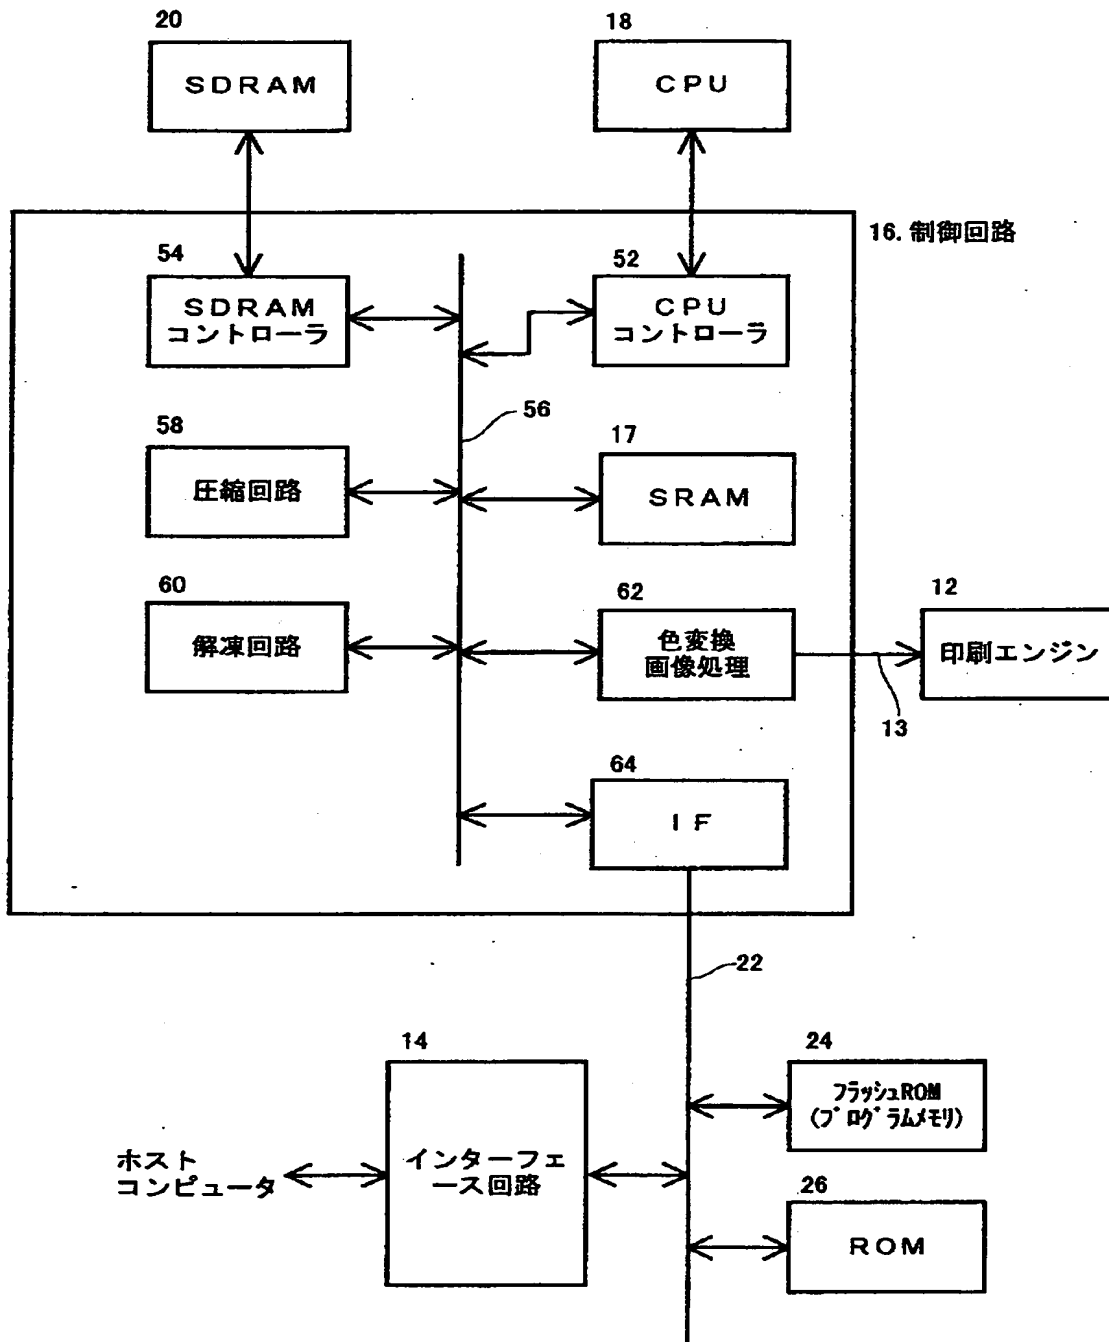 20
SDRAM
18
CPU
16. 制御回路
54
SDRAM
コントローラ
52
CPU
コントローラ
56
58
圧縮回路
17
SRAM
60
解凍回路
62
色変換
画像処理
12
印刷エンジン
13
64
IF
22
14
インターフェ
ース回路
ホスト
コンピュータ
24
フラッシュROM
(プログラムメモリ)
26
ROM